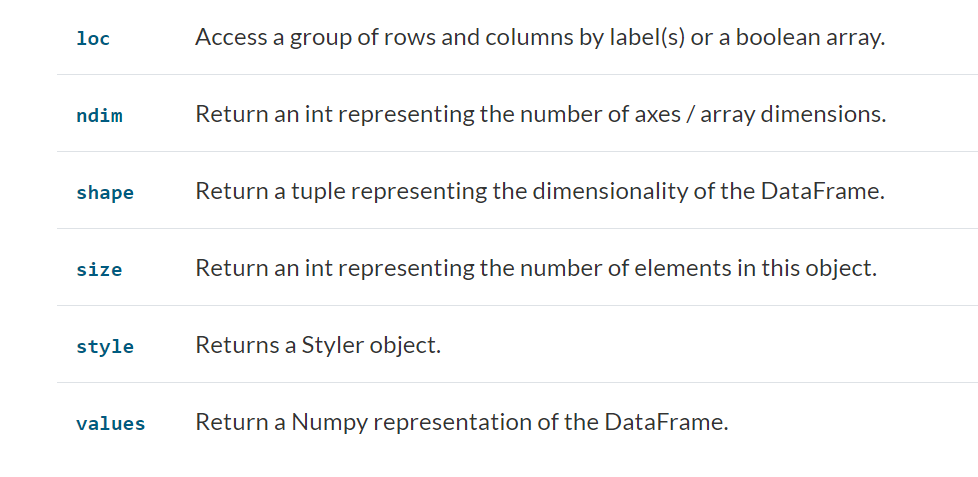 loc Access a group of rows and columns by label(s) or a boolean array.
ndim Return an int representing the number of axes / array dimensions.
shape Return a tuple representing the dimensionality of the DataFrame.
size Return an int representing the number of elements in this object.
style Returns a Styler object.
values Return a Numpy representation of the DataFrame.